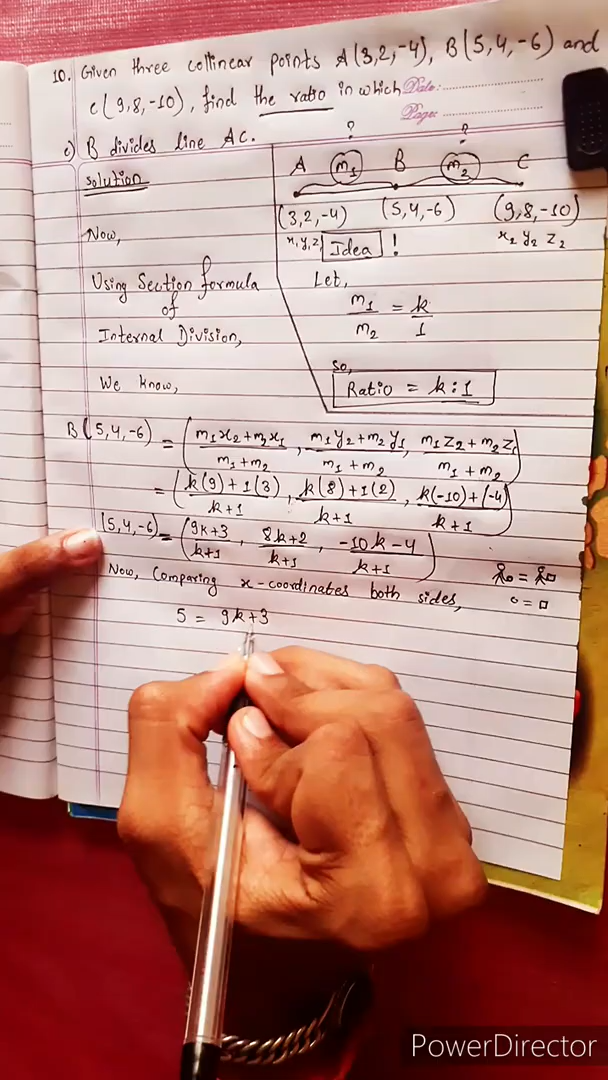 10. Given three collinear points A(3,2,-4), B(5,4,-6) and
C(9,8,-10), find the ratio in which
Date:
Page:
c) B divides line AC.
Solution
? ?
A m₁ B m₂ C
(3,2,-4) (5,4,-6) (9,8,-10)
x₁y₁z₁ x₂ y₂ z₂
Idea !
Now,
Using Section formula
of
Internal Division,
We know,
Let,
m₁/m₂ = k/1
So,
Ratio = k:1
B(5,4,-6) = (m₁x₂+m₂x₁/m₁+m₂, m₁y₂+m₂y₁/m₁+m₂, m₁z₂+m₂z₁/m₁+m₂)
= (k(9)+1(3)/k+1, k(8)+1(2)/k+1, k(-10)+(-4)/k+1)
(5,4,-6) = (9k+3/k+1, 8k+2/k+1, -10k-4/k+1)
Now, Comparing x-coordinates both sides,
○ = □
5 = 9k+3
PowerDirector